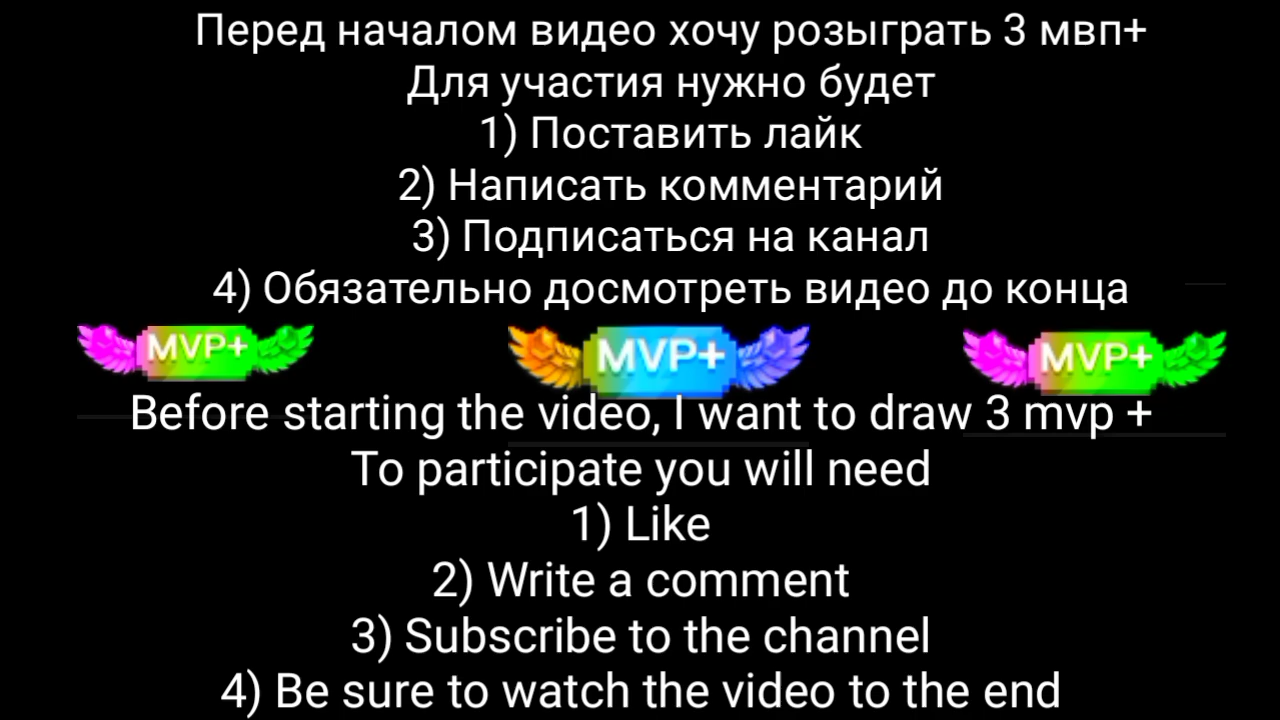 Перед началом видео хочу розыграть 3 мвп+
Для участия нужно будет
1) Поставить лайк
2) Написать комментарий
3) Подписаться на канал
4) Обязательно досмотреть видео до конца
MVP+ MVP+ MVP+
Before starting the video, I want to draw 3 mvp +
To participate you will need
1) Like
2) Write a comment
3) Subscribe to the channel
4) Be sure to watch the video to the end